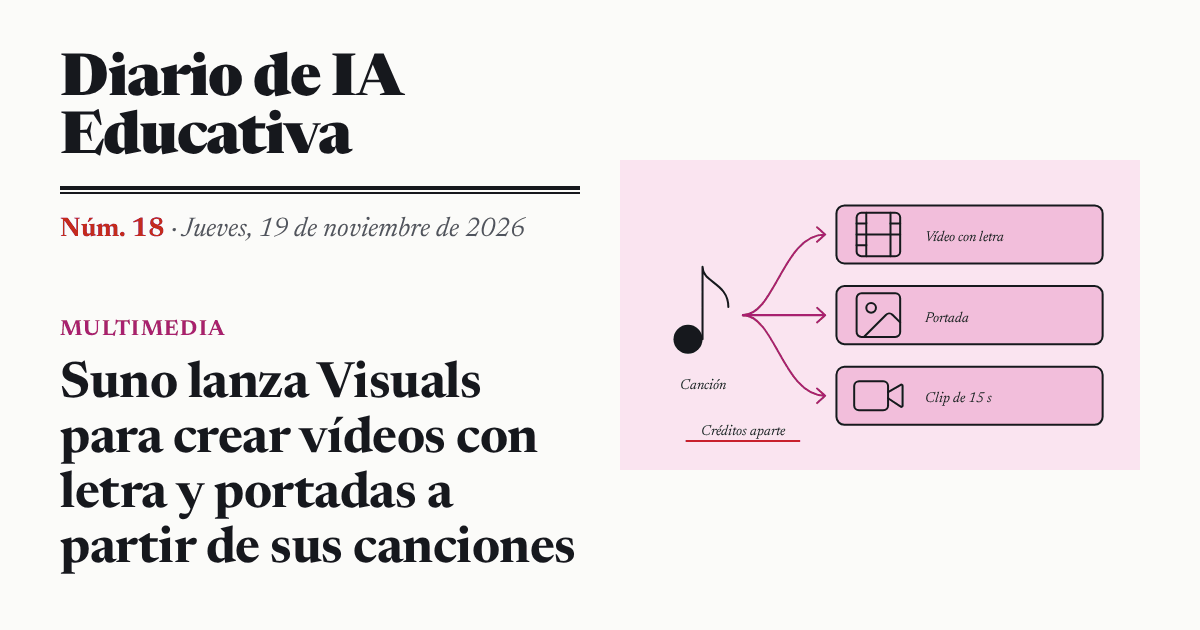 Diario de IA
Educativa
Núm. 18 · Jueves, 19 de noviembre de 2026
MULTIMEDIA
Suno lanza Visuals
para crear vídeos con
letra y portadas a
partir de sus canciones
Vídeo con letra
Portada
Canción
Clip de 15 s
Créditos aparte